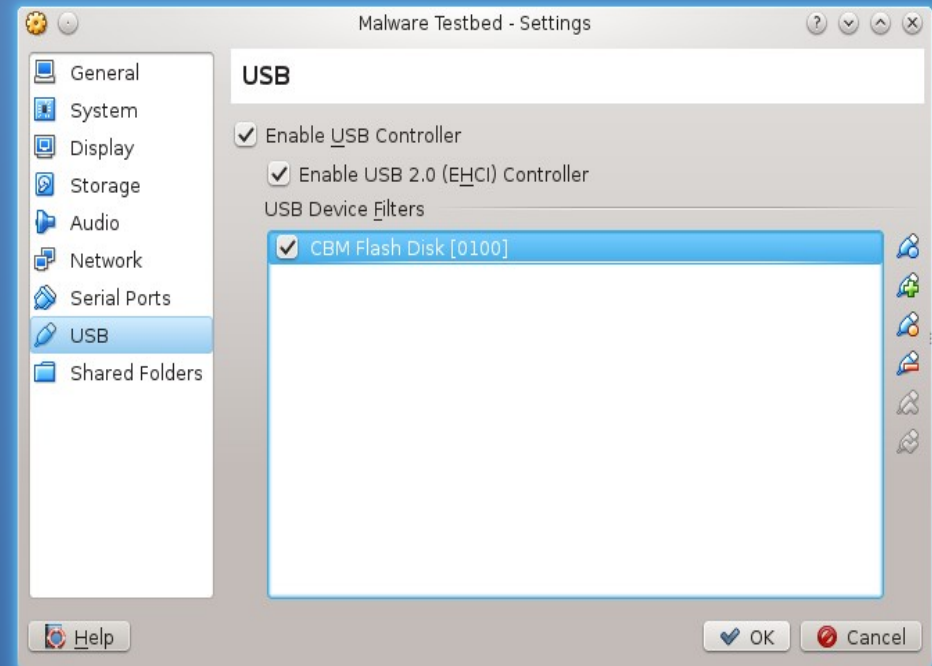 Malware Testbed - Settings
General
System
Display
Storage
Audio
Network
Serial Ports
USB
Shared Folders
USB
Enable USB Controller
Enable USB 2.0 (EHCI) Controller
USB Device Filters
CBM Flash Disk [0100]
Help
OK
Cancel